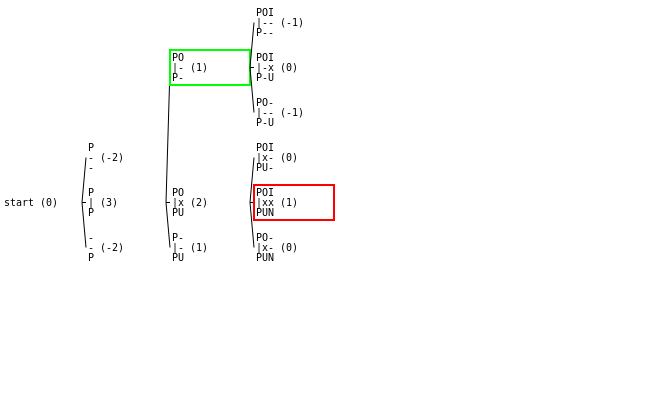 POI
|-- (-1)
P--
PO
|- (1)
P-
POI
|-x (0)
P-U
PO-
|-- (-1)
P-U
P
- (-2)
-
POI
|x- (0)
PU-
start (0)
P
| (3)
P
PO
|x (2)
PU
POI
|xx (1)
PUN
-
- (-2)
P
P-
|- (1)
PU
PO-
|x- (0)
PUN